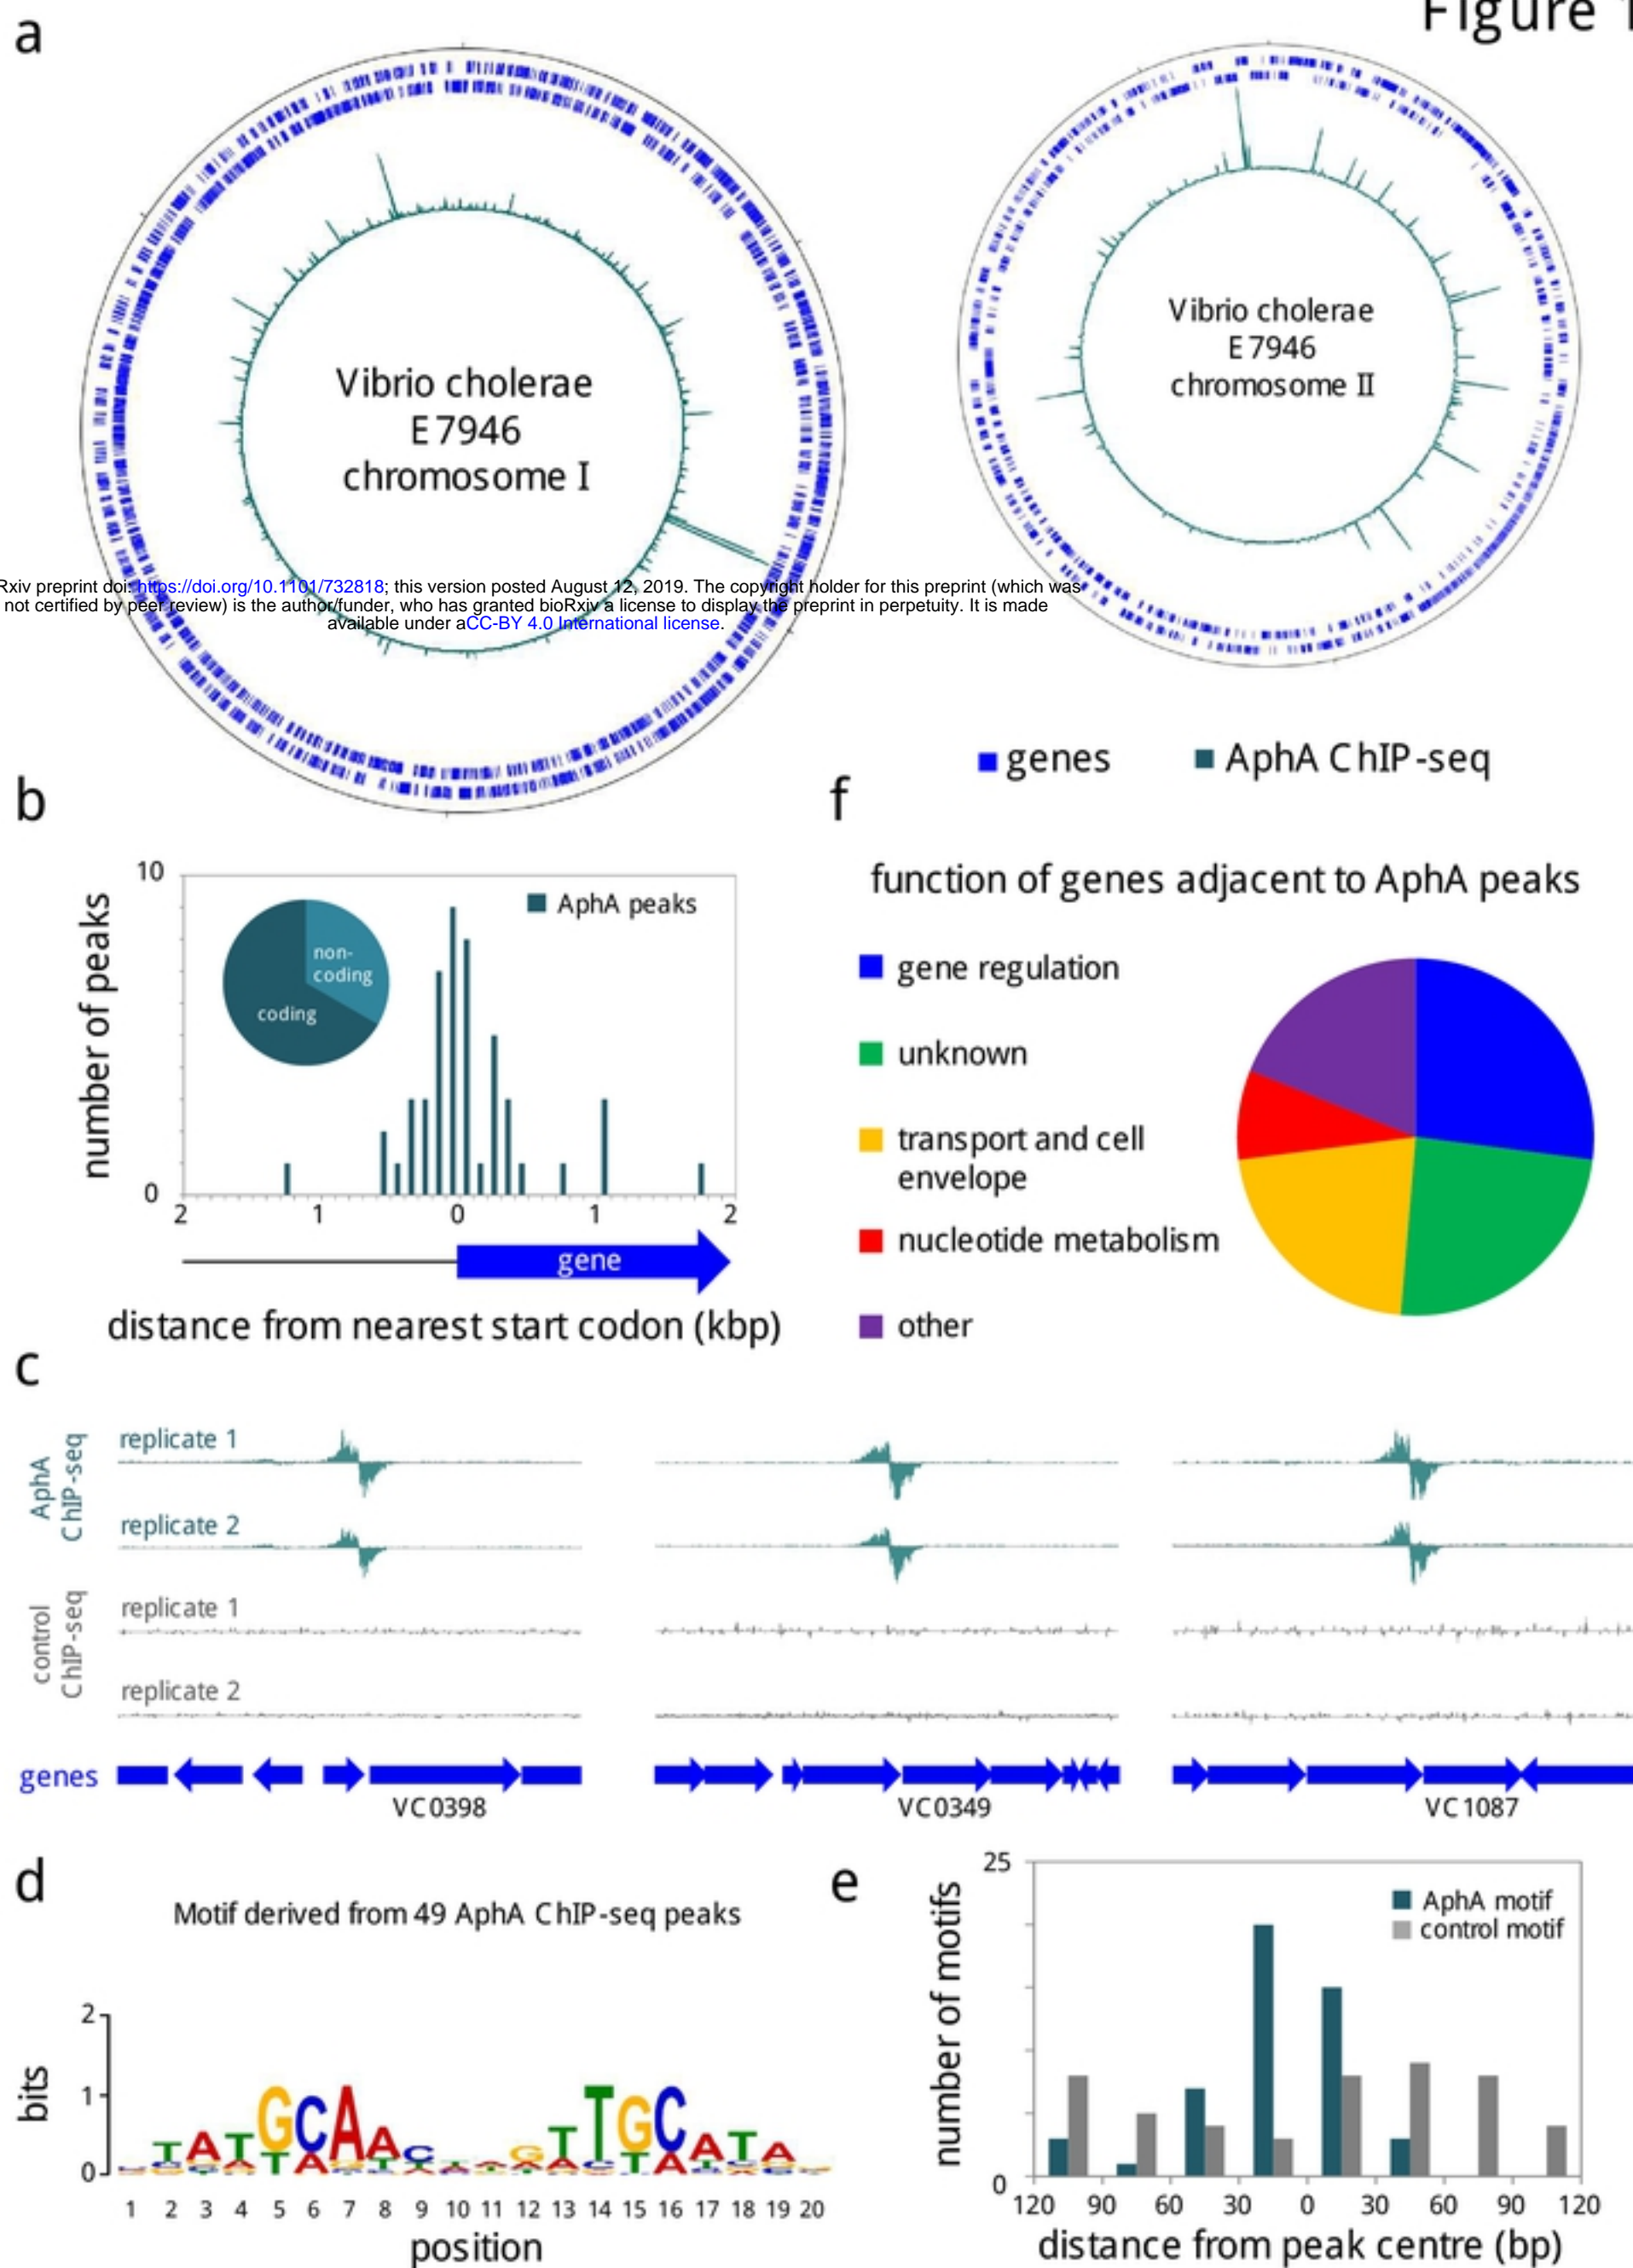 Figure 1
a
Vibrio cholerae
E7946
chromosome I
Vibrio cholerae
E7946
chromosome II
Rxiv preprint doi: https://doi.org/10.1101/732818; this version posted August 12, 2019. The copyright holder for this preprint (which was
not certified by peer review) is the author/funder, who has granted bioRxiv a license to display the preprint in perpetuity. It is made
available under aCC-BY 4.0 International license.
genes
AphA ChIP-seq
b
number of peaks
10
0
AphA peaks
non-
coding
coding
2 1 0 1 2
gene
distance from nearest start codon (kbp)
f
function of genes adjacent to AphA peaks
gene regulation
unknown
transport and cell
envelope
nucleotide metabolism
other
c
AphA
ChIP-seq
replicate 1
replicate 2
control
ChIP-seq
replicate 1
replicate 2
genes
VC0398
VC0349
VC1087
d
Motif derived from 49 AphA ChIP-seq peaks
bits
2
1
0
1 2 3 4 5 6 7 8 9 10 11 12 13 14 15 16 17 18 19 20
position
e
number of motifs
25
0
AphA motif
control motif
120 90 60 30 0 30 60 90 120
distance from peak centre (bp)